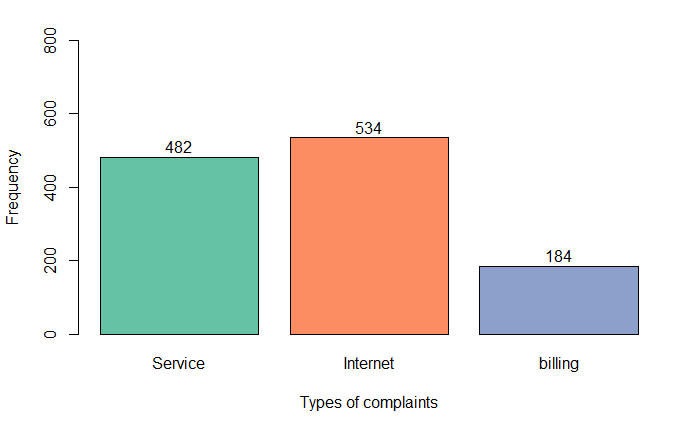 800
600
400
200
0
Frequency
482
534
184
Service
Internet
billing
Types of complaints